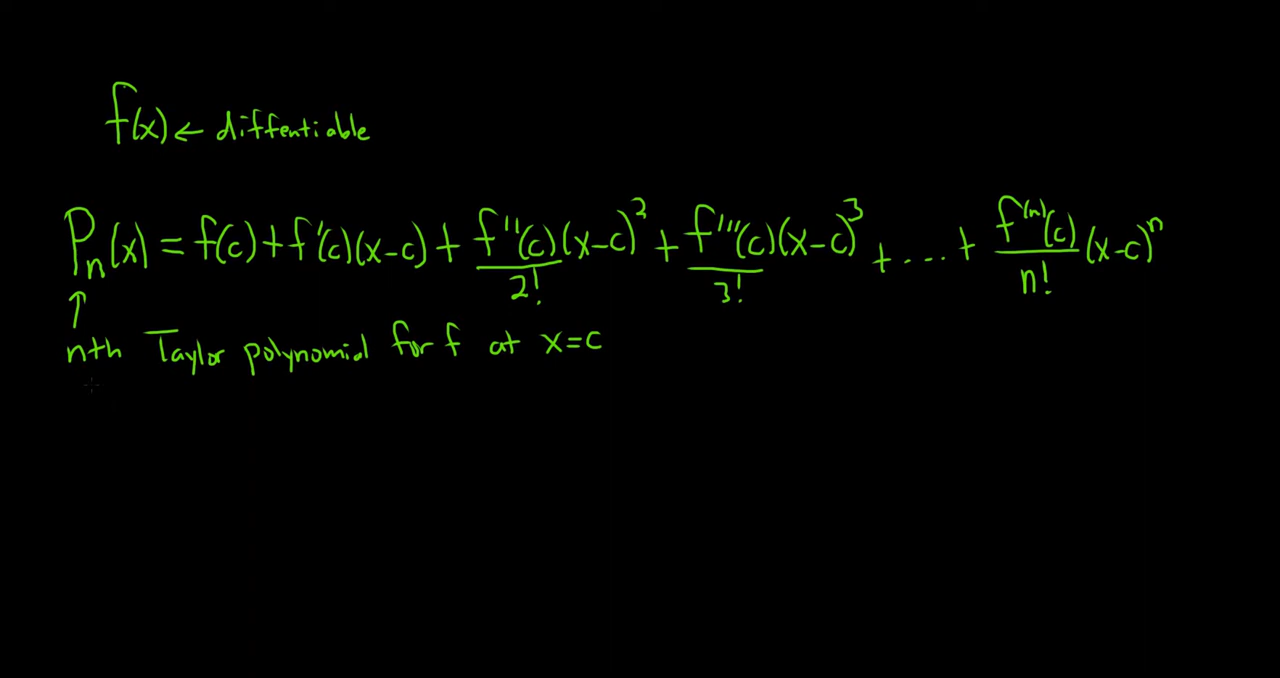 f(x) ← diffentiable
Pn(x) = f(c) + f'(c)(x-c) + f''(c)/2! (x-c)^2 + f'''(c)/3! (x-c)^3 + ... + f^(n)(c)/n! (x-c)^n
↑
nth Taylor polynomial for f at x=c